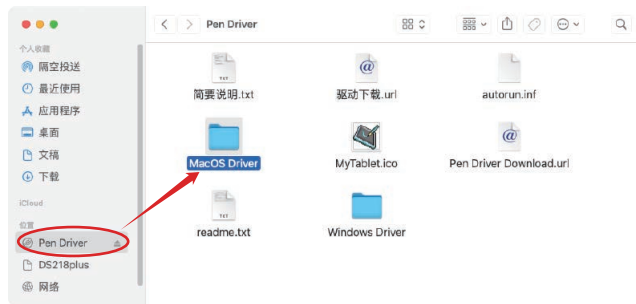 Pen Driver
个人收藏
隔空投送
最近使用
应用程序
桌面
文稿
下载
iCloud
位置
Pen Driver
DS218plus
网络
TXT
简要说明.txt
驱动下载.url
autorun.inf
MacOS Driver
MyTablet.ico
Pen Driver Download.url
TXT
readme.txt
Windows Driver